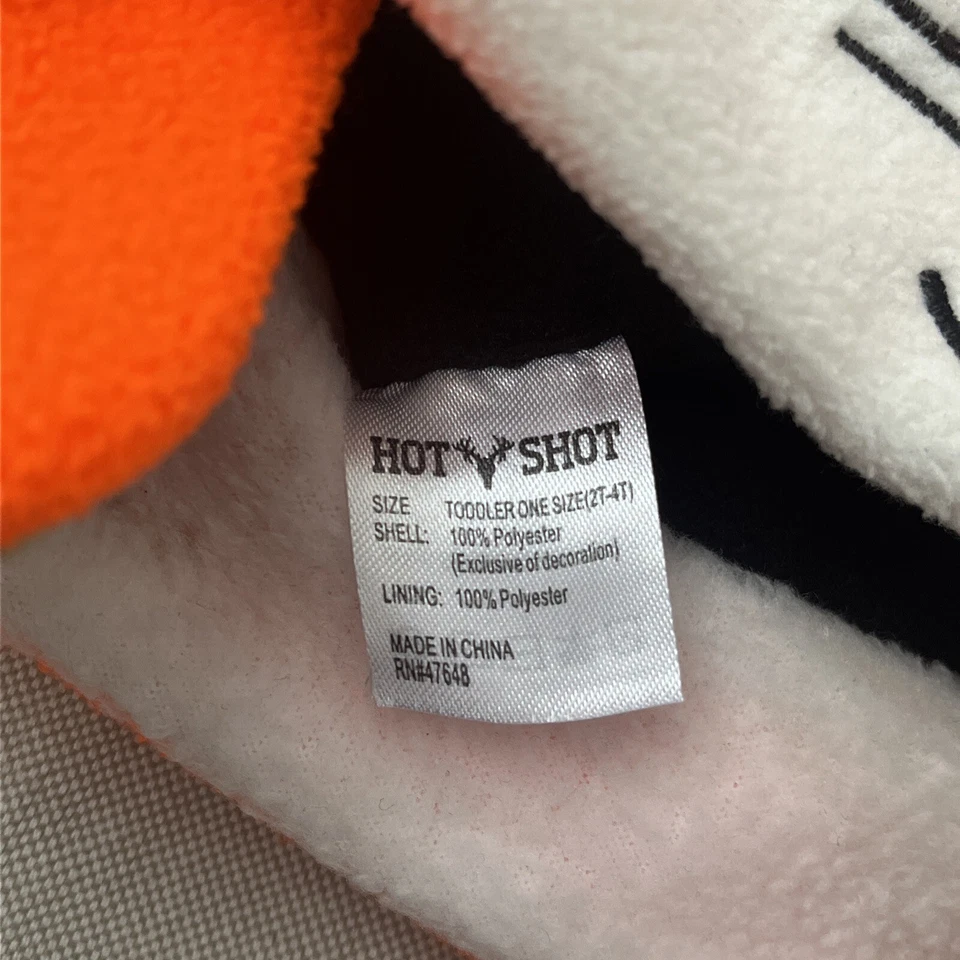 HOT SHOT
SIZE TODDLER ONE SIZE(2T-4T)
SHELL: 100% Polyester
(Exclusive of decoration)
LINING: 100% Polyester
MADE IN CHINA
RN#47648